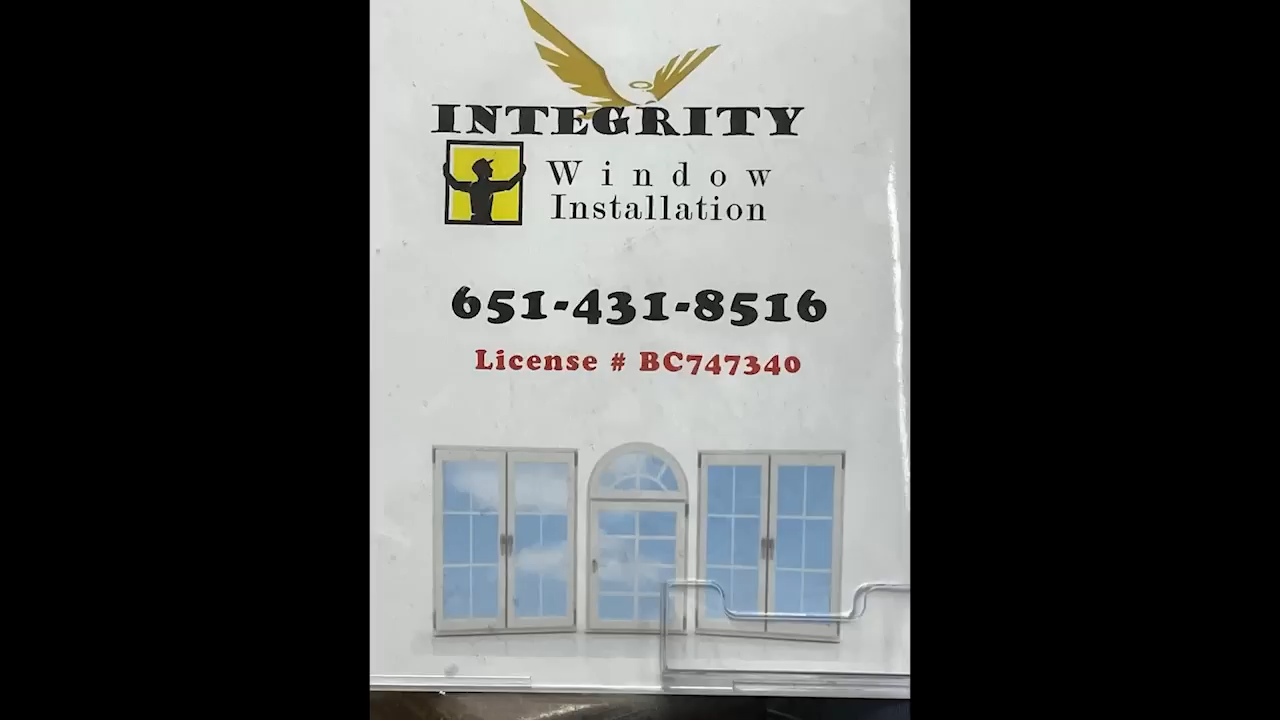 INTEGRITY
Window
Installation
651-431-8516
License # BC747340